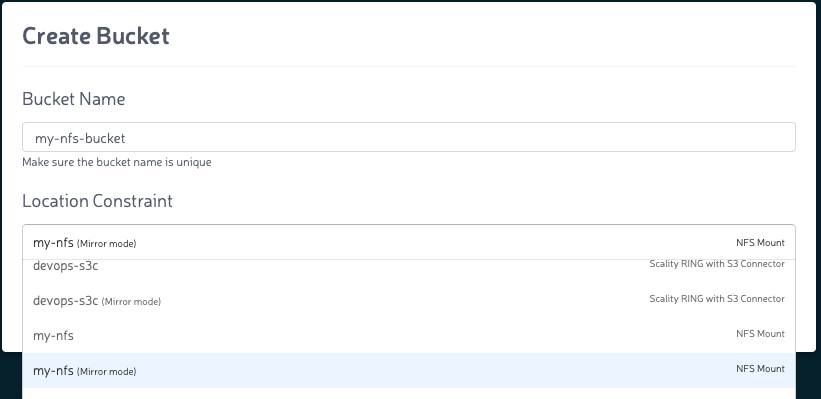 Create Bucket
Bucket Name
my-nfs-bucket
Make sure the bucket name is unique
Location Constraint
my-nfs (Mirror mode) NFS Mount
devops-s3c Scality RING with S3 Connector
devops-s3c (Mirror mode) Scality RING with S3 Connector
my-nfs NFS Mount
my-nfs (Mirror mode) NFS Mount